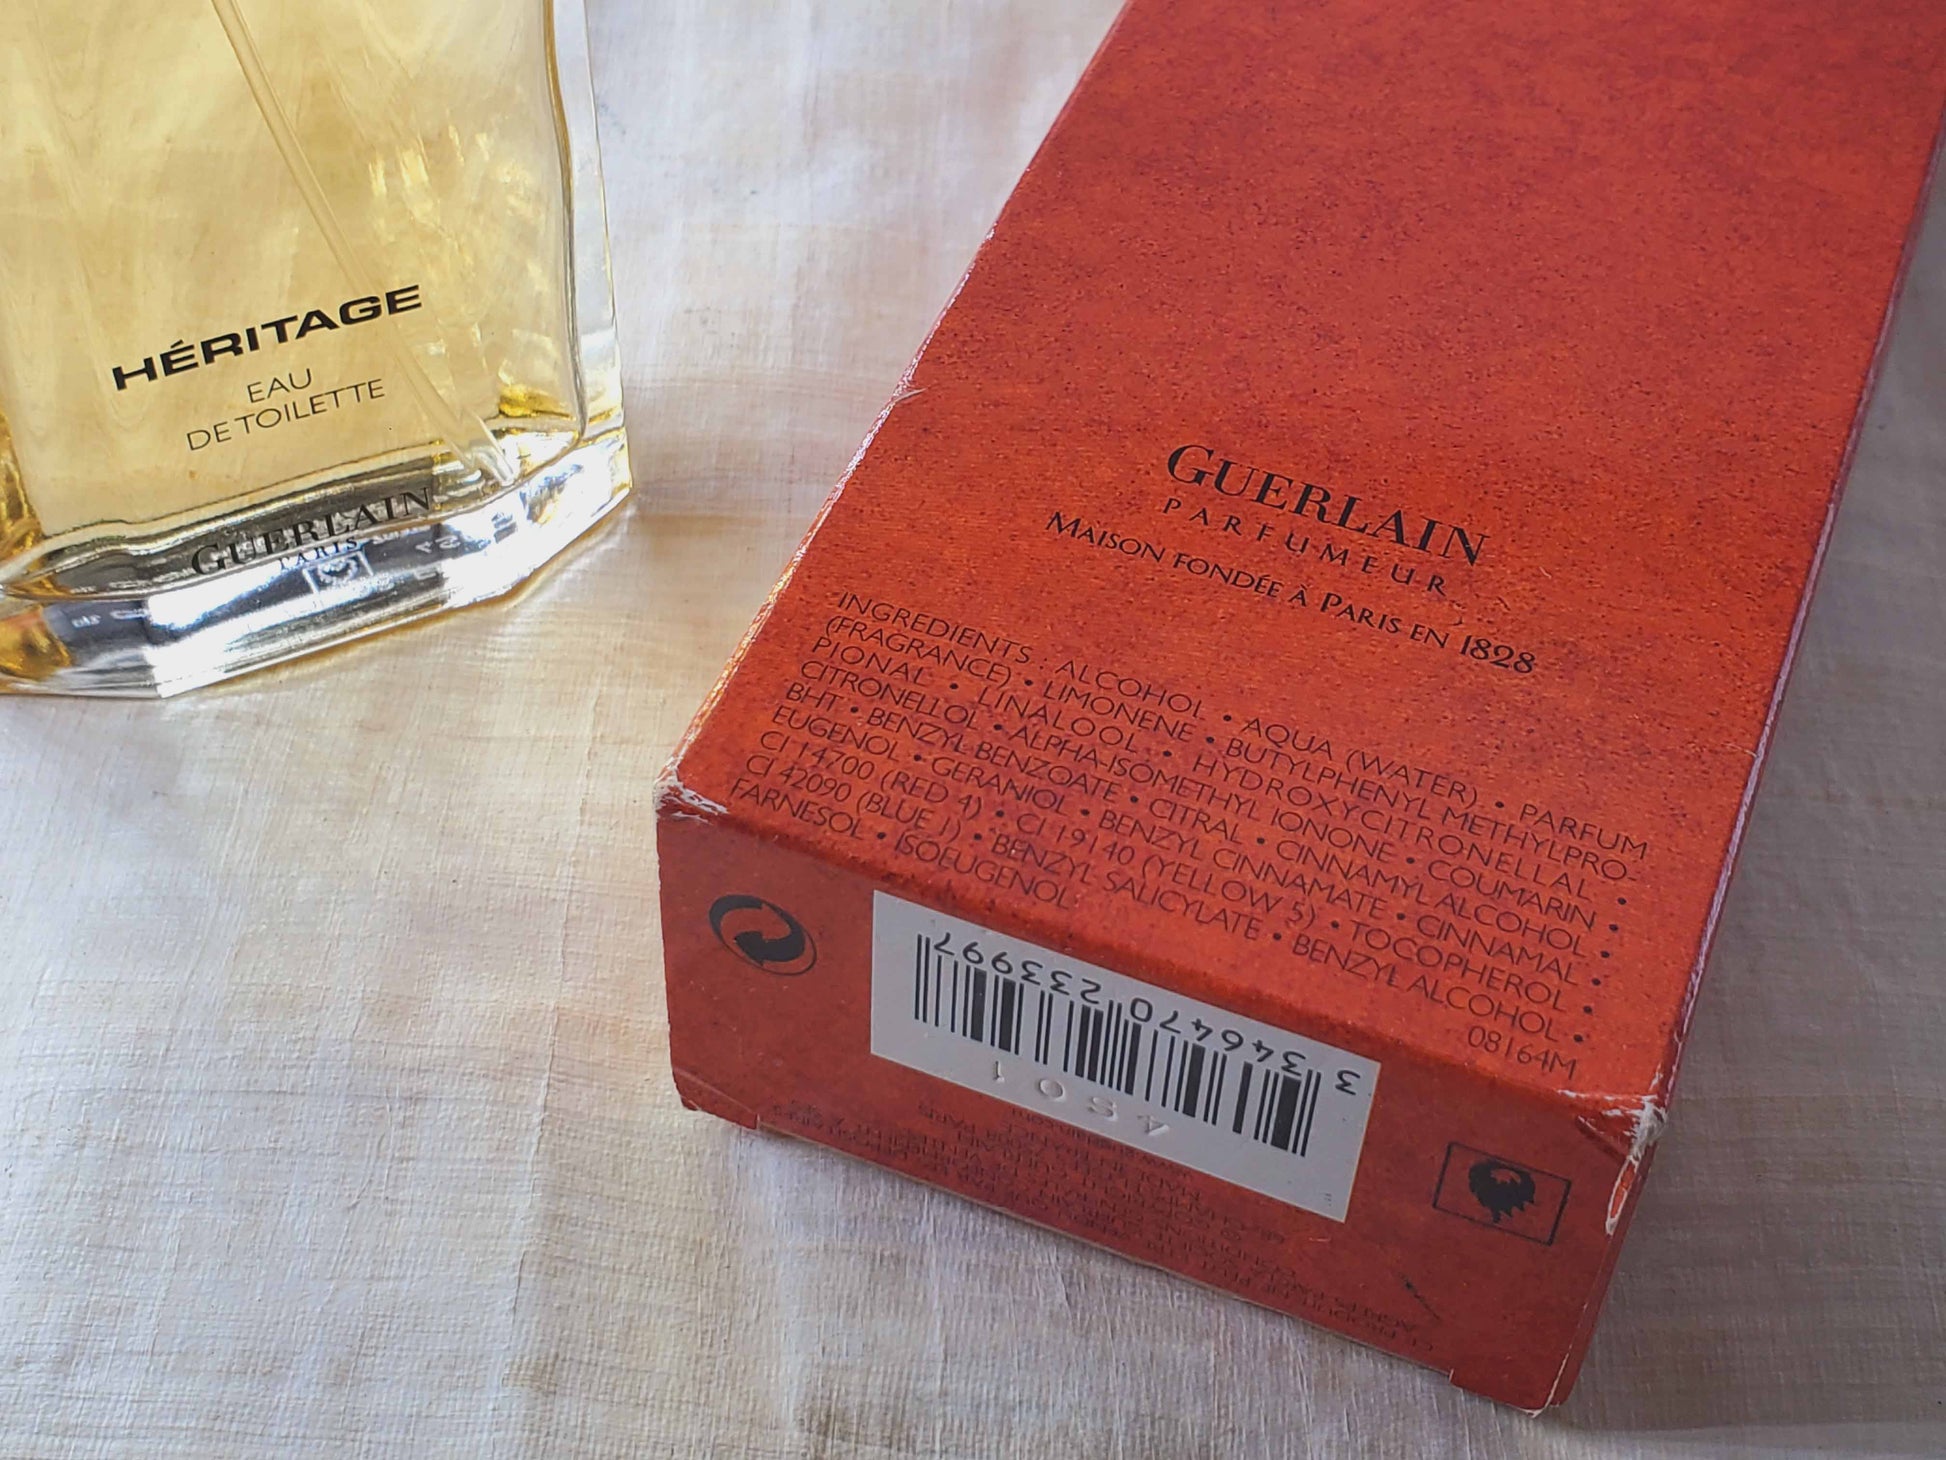 HÉRITAGE
EAU
DE TOILETTE
GUERLAIN
PARIS
GUERLAIN
PARFUMEUR
MAISON FONDÉE À PARIS EN 1828
INGREDIENTS : ALCOHOL • AQUA (WATER) • PARFUM
(FRAGRANCE) • LIMONENE • BUTYLPHENYL METHYLPRO-
PIONAL • LINALOOL • HYDROXYCITRONELLAL •
CITRONELLOL • ALPHA-ISOMETHYL IONONE • COUMARIN •
BHT • BENZYL BENZOATE • CITRAL • CINNAMYL ALCOHOL •
EUGENOL • GERANIOL • BENZYL CINNAMATE • CINNAMAL •
CI 14700 (RED 4) • CI 19140 (YELLOW 5) • TOCOPHEROL •
CI 42090 (BLUE 1) • BENZYL SALICYLATE • BENZYL ALCOHOL •
FARNESOL • ISOEUGENOL
08164M
3 346470 233997
4S01